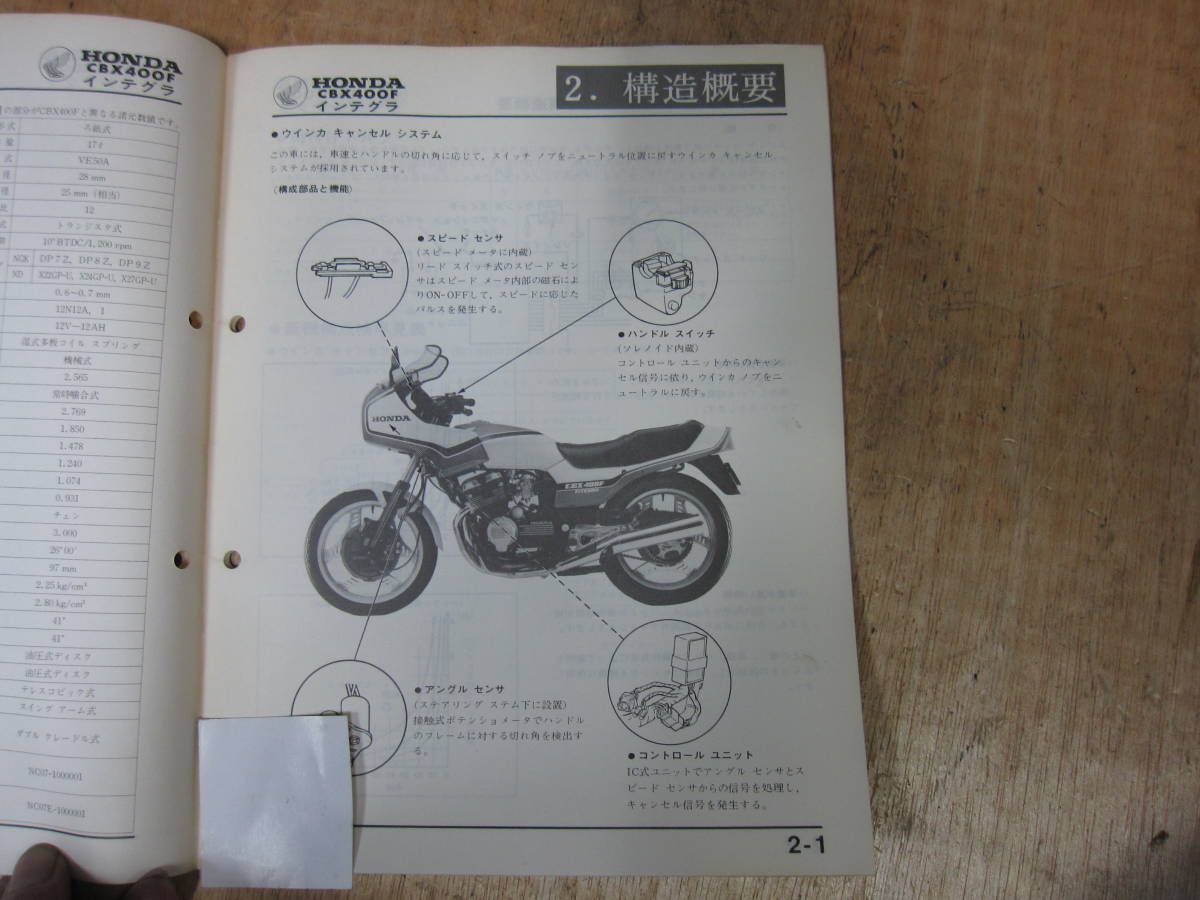 HONDA
CBX400F
インテグラ
の部分がCBX400Fと異なる諸元数値です。
ろ紙式
17ℓ
VE50A
28 mm
25 mm (相当)
12
トランジスタ式
10°BTDC/1,200 rpm
NGK DP7Z, DP8Z, DP9Z
ND X22GP-U, X24GP-U, X27GP-U
0.6~0.7 mm
12N12A,
12V-12AH
湿式多板コイル スプリング
機械式
2.565
常時噛合式
2.769
1.850
1.478
1.240
1.074
0.931
チェン
3.000
26°00′
97 mm
2.25 kg/cm²
2.80 kg/cm²
41°
41°
油圧式ディスク
油圧式ディスク
テレスコピック式
スイング アーム式
ダブル クレードル式
NC07-1000001
NC07E-1000001
HONDA
CBX400F
インテグラ
2. 構造概要
●ウインカ キャンセル システム
この車には，車速とハンドルの切れ角に応じて，スイッチ ノブをニュートラル位置に戻すウインカ キャンセル
システムが採用されています。
(構成部品と機能)
●スピード センサ
(スピード メータに内蔵)
リード スイッチ式のスピード セン
サはスピード メータ内部の磁石によ
りON-OFFして，スピードに応じた
パルスを発生する。
●ハンドル スイッチ
(ソレノイド内蔵)
コントロール ユニットからのキャン
セル信号に依り，ウインカ ノブをニ
ュートラルに戻す。
HONDA
CBX400F
●アングル センサ
(ステアリング ステム下に設置)
接触式ポテンショメータでハンドル
のフレームに対する切れ角を検出す
る。
●コントロール ユニット
IC式ユニットでアングル センサとス
ピード センサからの信号を処理し，
キャンセル信号を発生する。
2-1